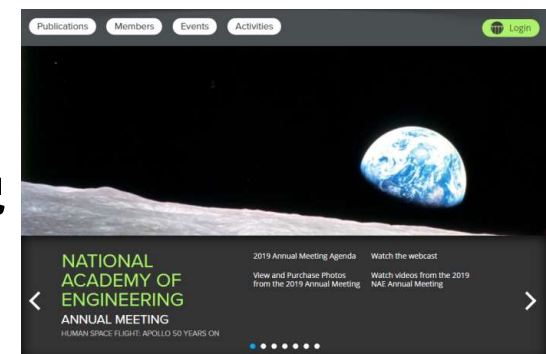 Publications Members Events Activities Login
NATIONAL
ACADEMY OF
ENGINEERING
ANNUAL MEETING
HUMAN SPACE FLIGHT: APOLLO 50 YEARS ON
2019 Annual Meeting Agenda
View and Purchase Photos
from the 2019 Annual Meeting
Watch the webcast
Watch videos from the 2019
NAE Annual Meeting